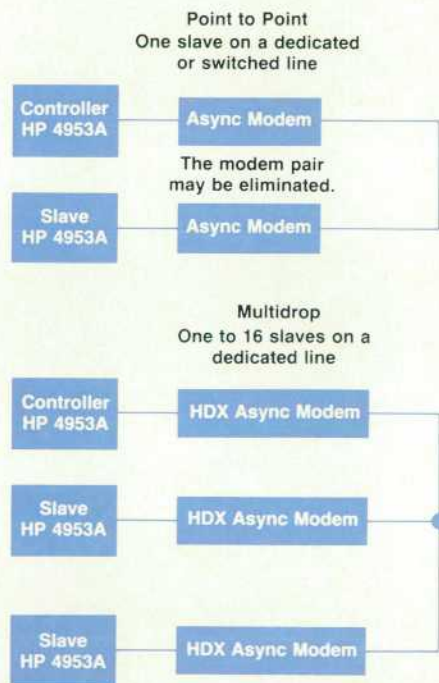 Point to Point
One slave on a dedicated
or switched line
Controller
HP 4953A
Async Modem
The modem pair
may be eliminated.
Slave
HP 4953A
Async Modem
Multidrop
One to 16 slaves on a
dedicated line
Controller
HP 4953A
HDX Async Modem
Slave
HP 4953A
HDX Async Modem
Slave
HP 4953A
HDX Async Modem